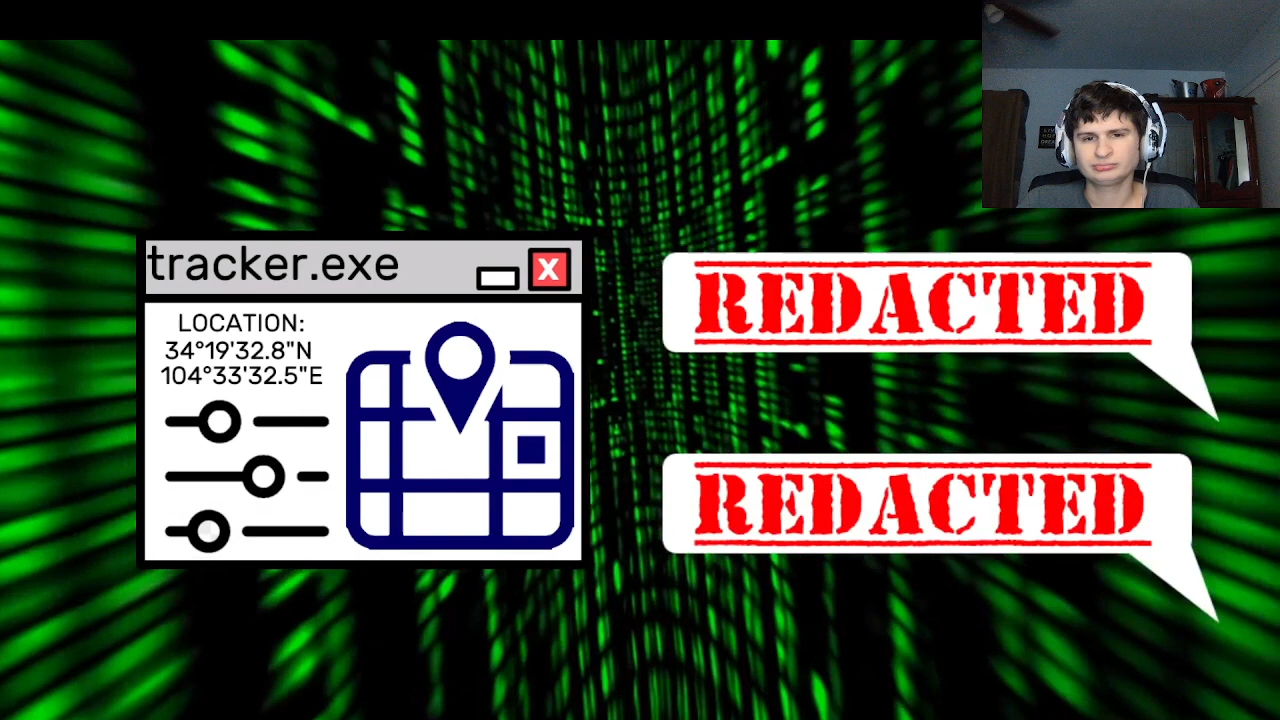 tracker.exe
X
LOCATION:
34°19'32.8"N
104°33'32.5"E
REDACTED
REDACTED